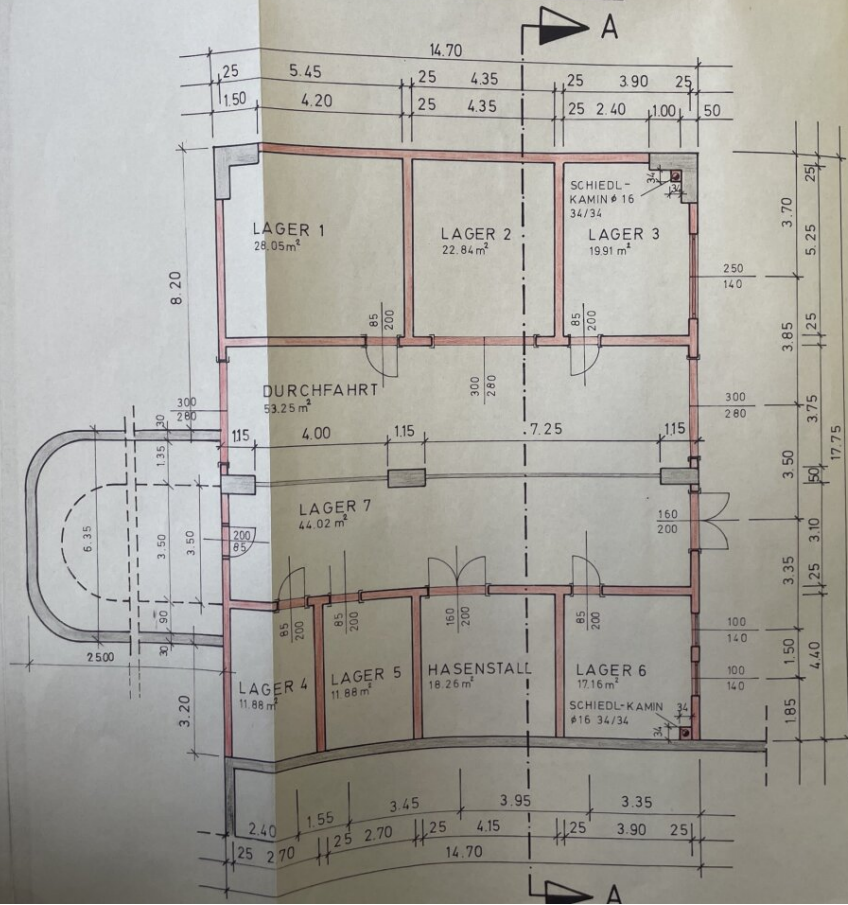 A
14.70
25 5.45 25 4.35 25 3.90 25
1.50 4.20 25 4.35 25 2.40 1.00 50
SCHIEDL-
KAMIN ø 16
34/34
34
34
LAGER 1
28.05m²
LAGER 2
22.84m²
LAGER 3
19.91m²
8.20
85
200
85
200
250
140
3.70
25
5.25
25
3.85
DURCHFAHRT
53.25m²
300
280
300
280
300
280
3.75
17.75
30
1.15 4.00 1.15 7.25 1.15
1.35
3.50
50
LAGER 7
44.02m²
6.35
3.50
3.50
200
85
160
200
3.10
3.35
25
90
30
85
200
85
200
160
200
85
200
100
140
1.50
4.40
2500
LAGER 4
11.88m²
LAGER 5
11.88m²
HASENSTALL
18.26m²
LAGER 6
17.16m²
100
140
3.20
SCHIEDL-KAMIN
ø16 34/34
34
34
1.85
2.40 1.55 3.45 3.95 3.35
25 2.70 25 2.70 25 4.15 25 3.90 25
14.70
A